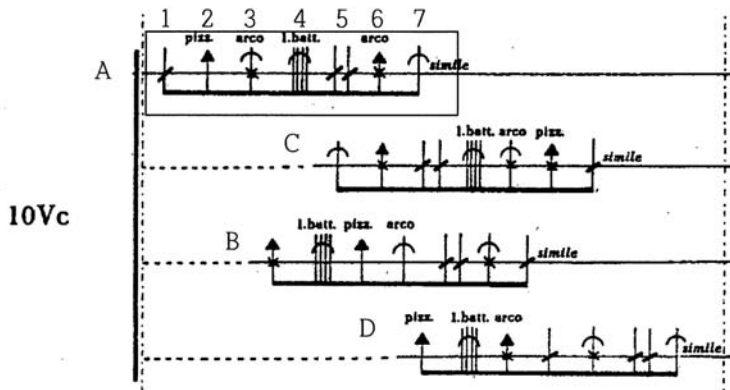 1 2 3 4 5 6 7
pizz. arco l.batt. arco
A simile
C l.batt. arco pizz.
simile
10Vc
B l.batt. pizz. arco
simile
D pizz. l.batt. arco
simile